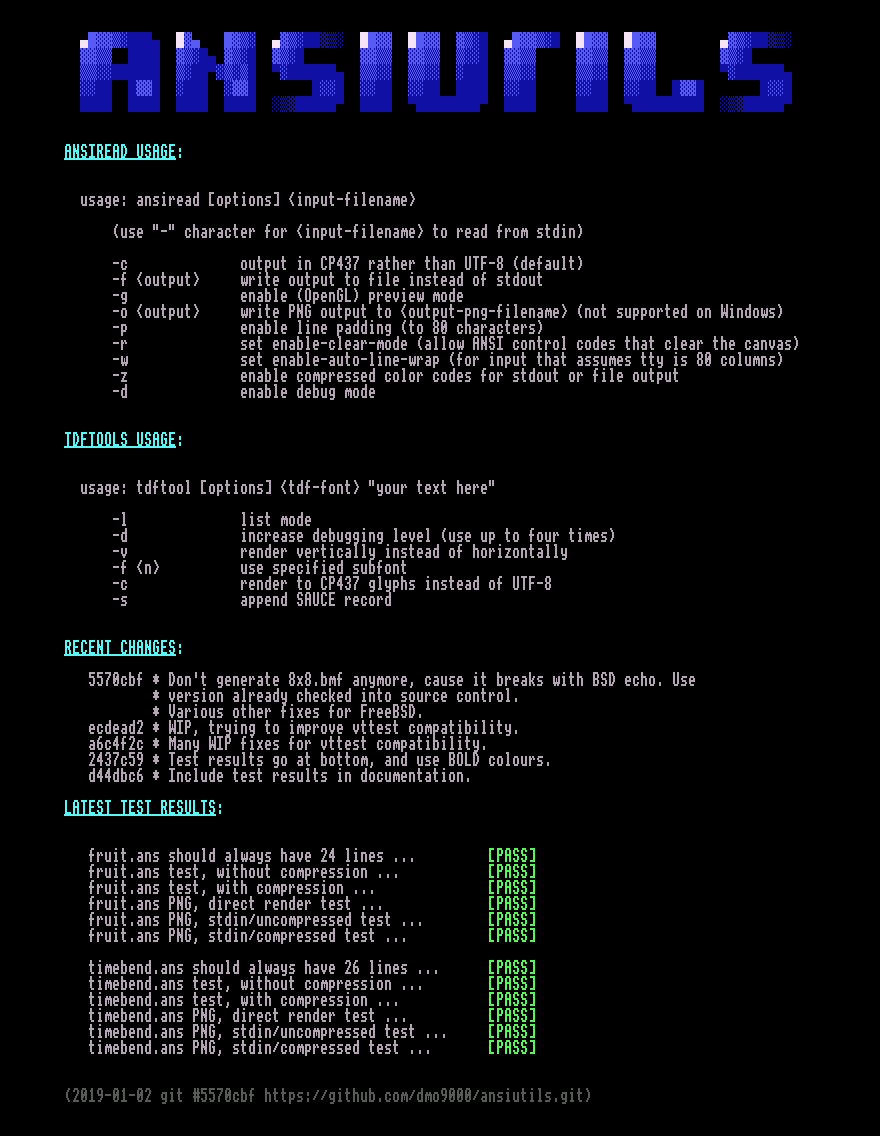 ANSIUTILS
ANSIREAD USAGE:
usage: ansiread [options] <input-filename>
(use "-" character for <input-filename> to read from stdin)
-c output in CP437 rather than UTF-8 (default)
-f <output> write output to file instead of stdout
-g enable (OpenGL) preview mode
-o <output> write PNG output to <output-png-filename> (not supported on Windows)
-p enable line padding (to 80 characters)
-r set enable-clear-mode (allow ANSI control codes that clear the canvas)
-w set enable-auto-line-wrap (for input that assumes tty is 80 columns)
-z enable compressed color codes for stdout or file output
-d enable debug mode
TDFTOOLS USAGE:
usage: tdftool [options] <tdf-font> "your text here"
-l list mode
-d increase debugging level (use up to four times)
-v render vertically instead of horizontally
-f <n> use specified subfont
-c render to CP437 glyphs instead of UTF-8
-s append SAUCE record
RECENT CHANGES:
5570cbf * Don't generate 8x8.bmf anymore, cause it breaks with BSD echo. Use
* version already checked into source control.
* Various other fixes for FreeBSD.
ecdead2 * WIP, trying to improve vttest compatibility.
a6c4f2c * Many WIP fixes for vttest compatibility.
2437c59 * Test results go at bottom, and use BOLD colours.
d44dbc6 * Include test results in documentation.
LATEST TEST RESULTS:
fruit.ans should always have 24 lines ... [PASS]
fruit.ans test, without compression ... [PASS]
fruit.ans test, with compression ... [PASS]
fruit.ans PNG, direct render test ... [PASS]
fruit.ans PNG, stdin/uncompressed test ... [PASS]
fruit.ans PNG, stdin/compressed test ... [PASS]
timebend.ans should always have 26 lines ... [PASS]
timebend.ans test, without compression ... [PASS]
timebend.ans test, with compression ... [PASS]
timebend.ans PNG, direct render test ... [PASS]
timebend.ans PNG, stdin/uncompressed test ... [PASS]
timebend.ans PNG, stdin/compressed test ... [PASS]
(2019-01-02 git #5570cbf https://github.com/dmo9000/ansiutils.git)